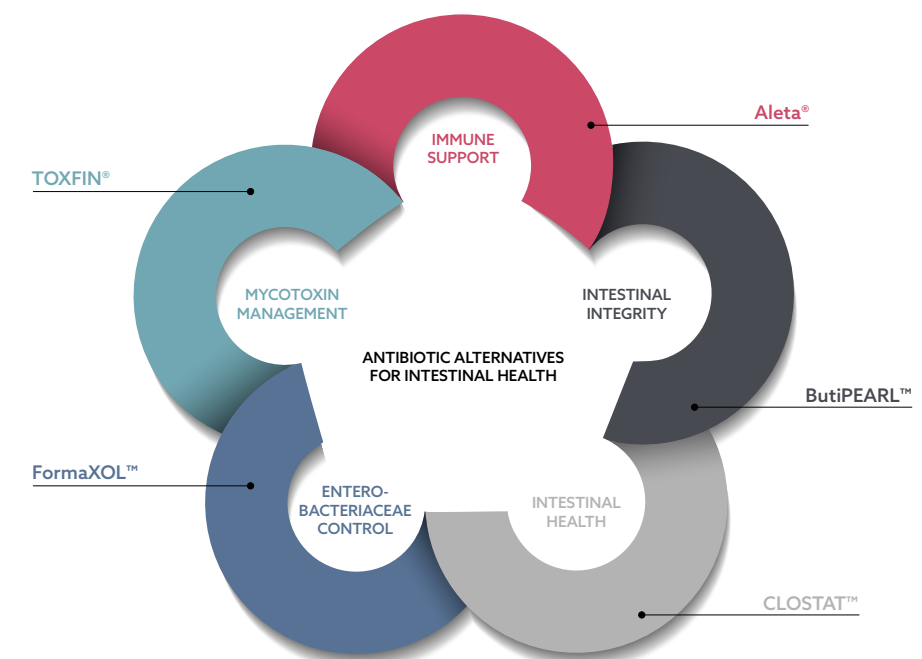 Aleta®
IMMUNE
SUPPORT
TOXFIN®
MYCOTOXIN
MANAGEMENT
INTESTINAL
INTEGRITY
ANTIBIOTIC ALTERNATIVES
FOR INTESTINAL HEALTH
ButiPEARL™
FormaXOL™
ENTERO-
BACTERIACEAE
CONTROL
INTESTINAL
HEALTH
CLOSTAT™